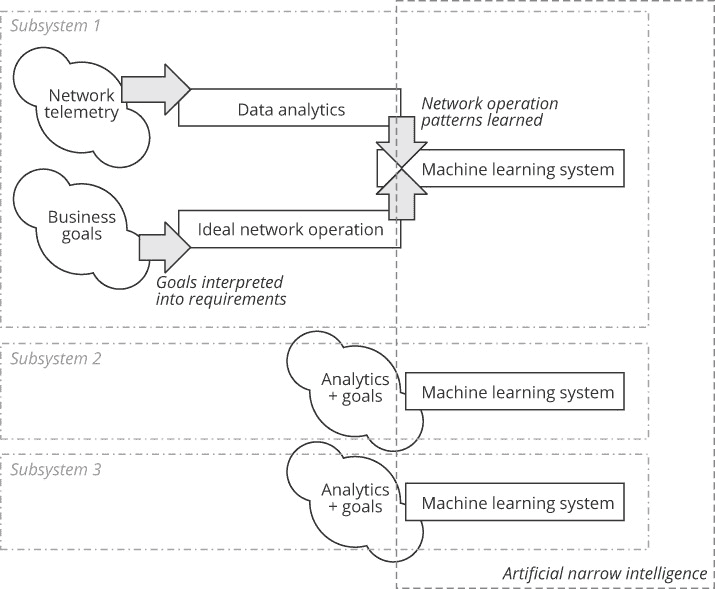 Subsystem 1
Network
telemetry
Data analytics
Network operation
patterns learned
Machine learning system
Business
goals
Ideal network operation
Goals interpreted
into requirements
Subsystem 2
Analytics
+ goals
Machine learning system
Subsystem 3
Analytics
+ goals
Machine learning system
Artificial narrow intelligence